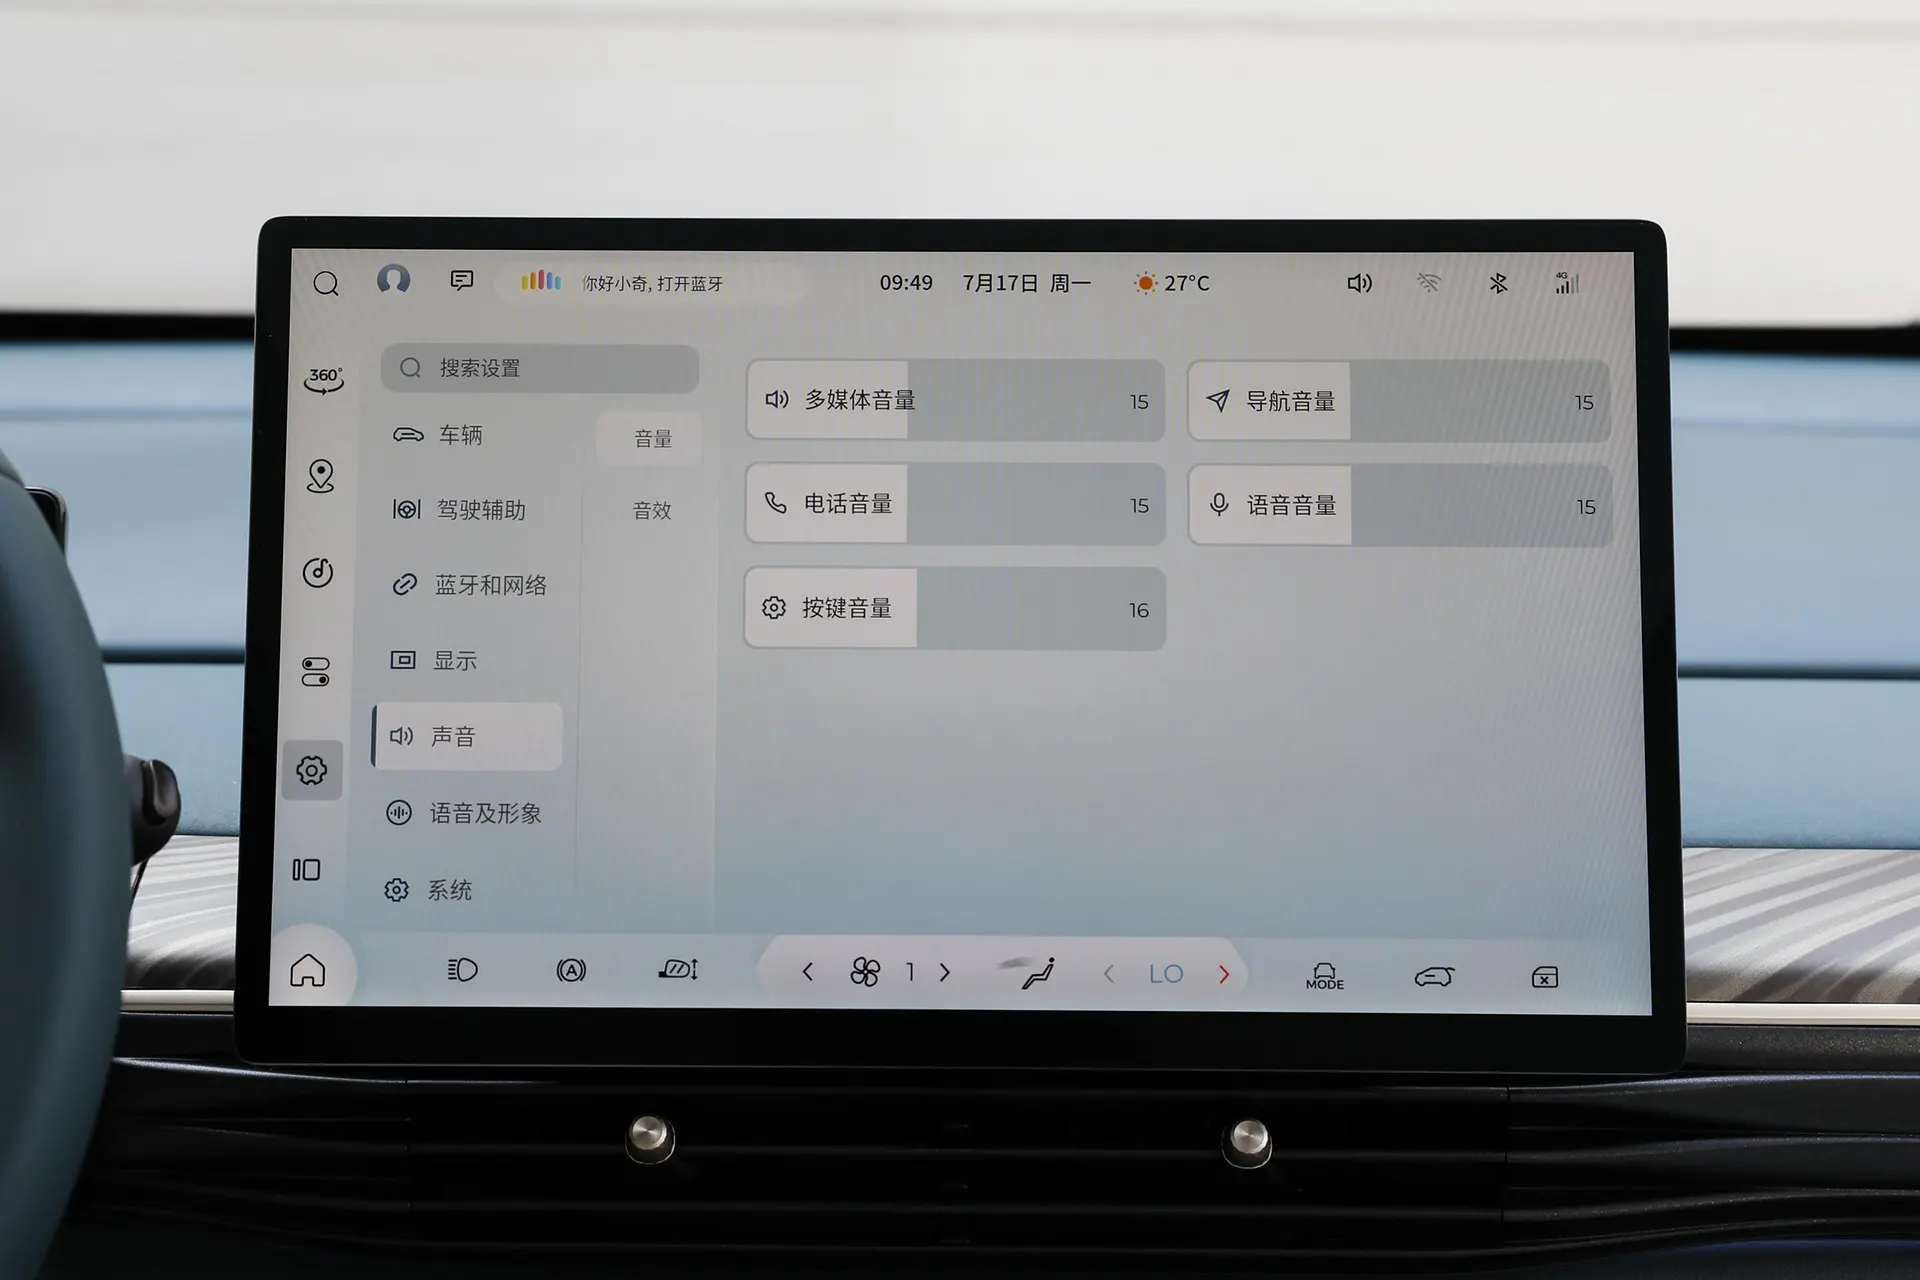 你好小奇, 打开蓝牙
09:49 7月17日 周一 27°C 4G
360°
搜索设置
车辆
驾驶辅助
蓝牙和网络
显示
声音
语音及形象
系统
音量
音效
多媒体音量 15
导航音量 15
电话音量 15
语音音量 15
按键音量 16
A
1
LO
MODE